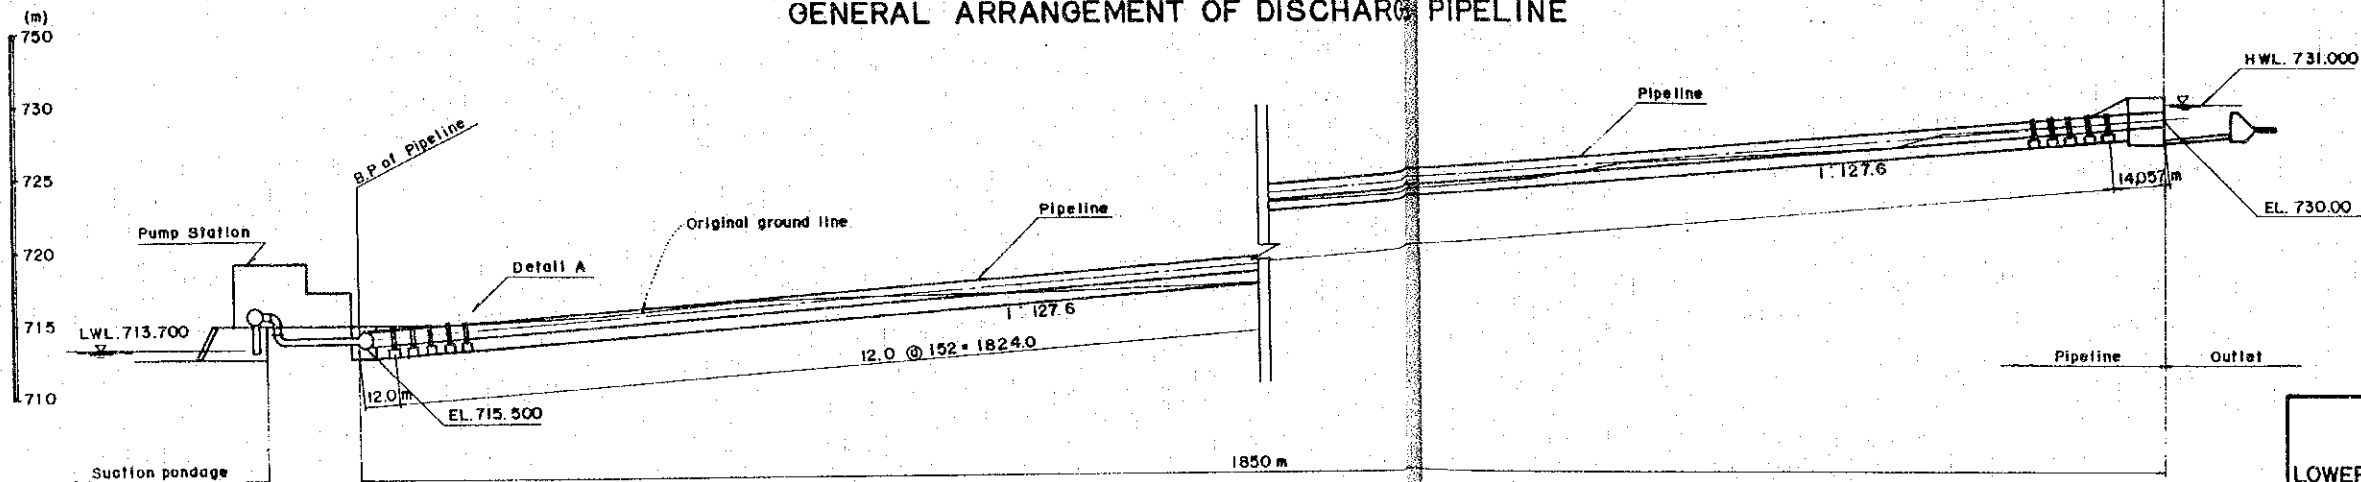 GENERAL ARRANGEMENT OF DISCHARG PIPELINE
(m)
750
730
725
720
715
710
HWL. 731.000
Pipeline
B.P of Pipeline
1 : 127.6
14.057 m
EL. 730.00
Pump Station
Original ground line
Pipeline
Detail A
LWL. 713.700
1 : 127.6
12.0 @ 152 = 1824.0
12.0 m
EL. 715.500
Pipeline
Outlet
1850 m
Suction pondage
LOWER